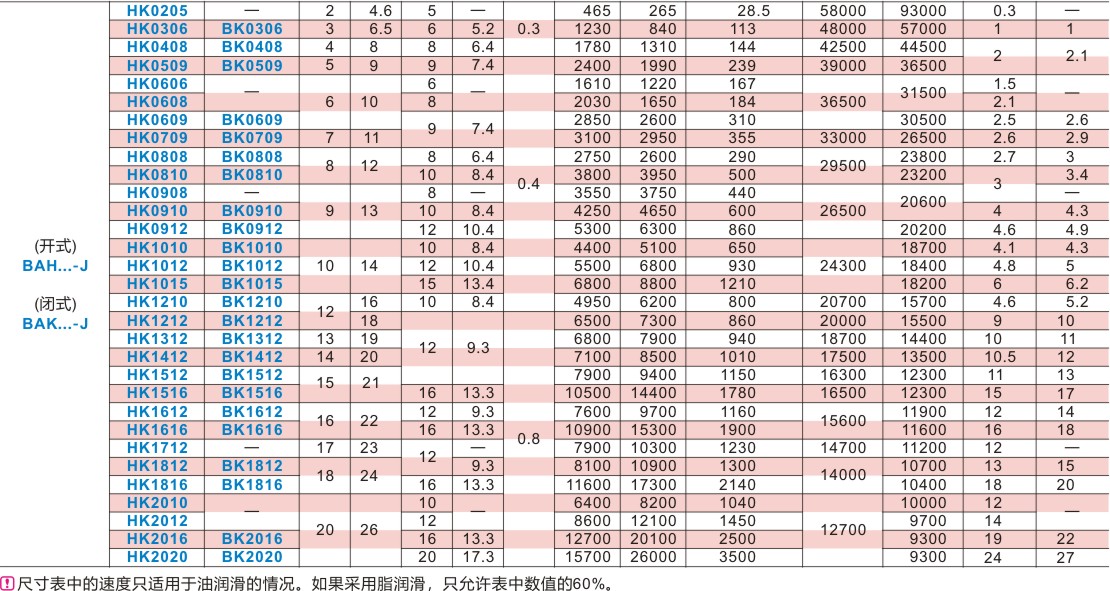 HK0205 — 2 4.6 5 — 465 265 28.5 58000 93000 0.3 —
HK0306 BK0306 3 6.5 6 5.2 0.3 1230 840 113 48000 57000 1 1
HK0408 BK0408 4 8 8 6.4 1780 1310 144 42500 44500 2 2.1
HK0509 BK0509 5 9 9 7.4 2400 1990 239 39000 36500
HK0606 — 6 — 1610 1220 167 31500 1.5 —
HK0608 6 10 8 2030 1650 184 36500 2.1
HK0609 BK0609 9 7.4 2850 2600 310 30500 2.5 2.6
HK0709 BK0709 7 11 3100 2950 355 33000 26500 2.6 2.9
HK0808 BK0808 8 12 8 6.4 2750 2600 290 29500 23800 2.7 3
HK0810 BK0810 10 8.4 0.4 3800 3950 500 23200 3 3.4
HK0908 — 8 — 3550 3750 440 20600 —
HK0910 BK0910 9 13 10 8.4 4250 4650 600 26500 4 4.3
HK0912 BK0912 12 10.4 5300 6300 860 20200 4.6 4.9
(开式) HK1010 BK1010 10 8.4 4400 5100 650 18700 4.1 4.3
BAH...-J HK1012 BK1012 10 14 12 10.4 5500 6800 930 24300 18400 4.8 5
HK1015 BK1015 15 13.4 6800 8800 1210 18200 6 6.2
(闭式) HK1210 BK1210 12 16 10 8.4 4950 6200 800 20700 15700 4.6 5.2
BAK...-J HK1212 BK1212 18 6500 7300 860 20000 15500 9 10
HK1312 BK1312 13 19 12 9.3 6800 7900 940 18700 14400 10 11
HK1412 BK1412 14 20 7100 8500 1010 17500 13500 10.5 12
HK1512 BK1512 15 21 7900 9400 1150 16300 12300 11 13
HK1516 BK1516 16 13.3 10500 14400 1780 16500 12300 15 17
HK1612 BK1612 16 22 12 9.3 7600 9700 1160 15600 11900 12 14
HK1616 BK1616 16 13.3 0.8 10900 15300 1900 11600 16 18
HK1712 — 17 23 12 — 7900 10300 1230 14700 11200 12 —
HK1812 BK1812 18 24 9.3 8100 10900 1300 14000 10700 13 15
HK1816 BK1816 16 13.3 11600 17300 2140 10400 18 20
HK2010 — 10 — 6400 8200 1040 10000 12 —
HK2012 20 26 12 8600 12100 1450 12700 9700 14
HK2016 BK2016 16 13.3 12700 20100 2500 9300 19 22
HK2020 BK2020 20 17.3 15700 26000 3500 9300 24 27
! 尺寸表中的速度只适用于油润滑的情况。如果采用脂润滑，只允许表中数值的60%。